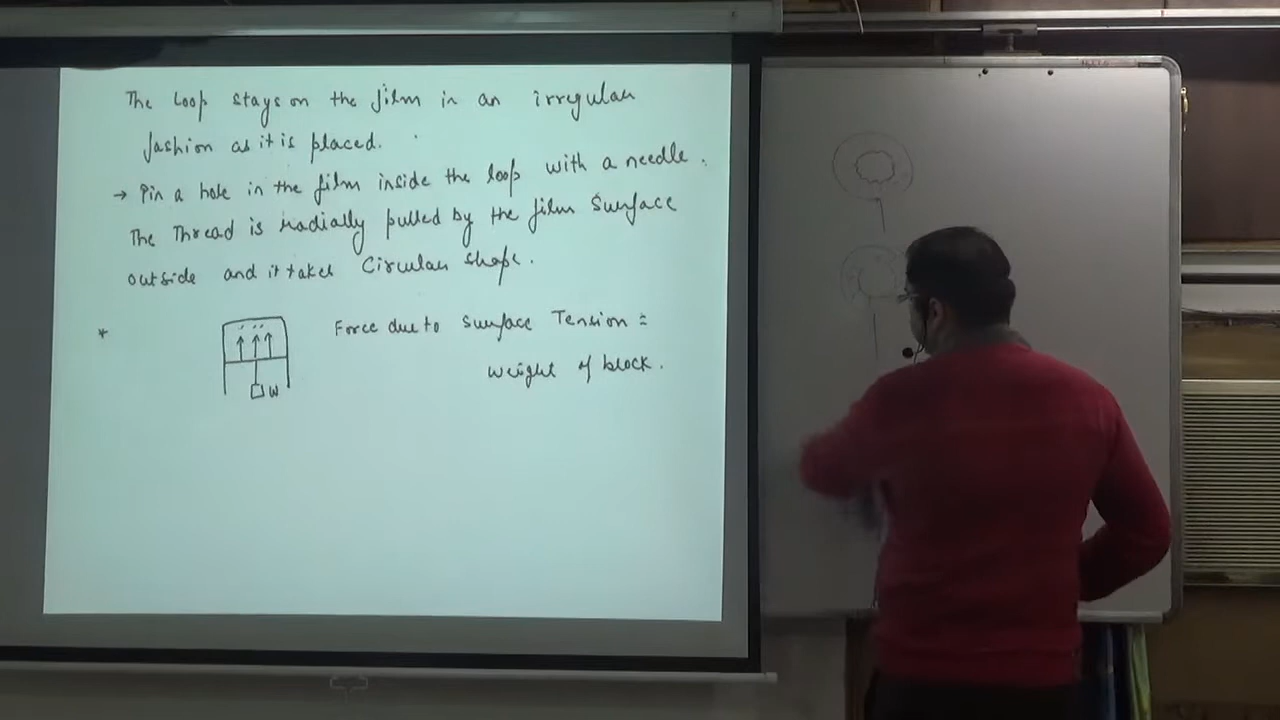 The Loop stays on the film in an irregular
fashion as it is placed.
→ Pin a hole in the film inside the loop with a needle.
The Thread is radially pulled by the film surface
outside and it takes Circular shape.
* Force due to Surface Tension =
weight of block.
W